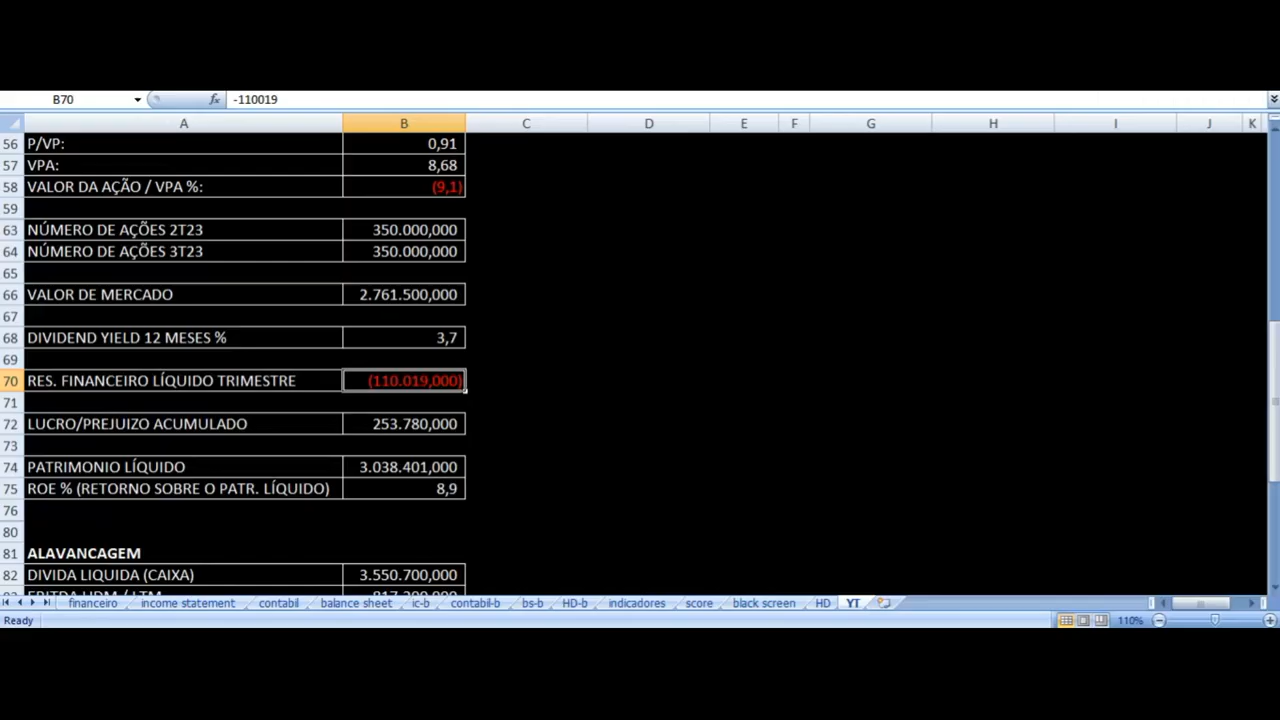 B70 fx -110019
A B C D E F G H I J K
56 P/VP: 0,91
57 VPA: 8,68
58 VALOR DA AÇÃO / VPA %: (9,1)
59
63 NÚMERO DE AÇÕES 2T23 350.000,000
64 NÚMERO DE AÇÕES 3T23 350.000,000
65
66 VALOR DE MERCADO 2.761.500,000
67
68 DIVIDEND YIELD 12 MESES % 3,7
69
70 RES. FINANCEIRO LÍQUIDO TRIMESTRE (110.019,000)
71
72 LUCRO/PREJUIZO ACUMULADO 253.780,000
73
74 PATRIMONIO LÍQUIDO 3.038.401,000
75 ROE % (RETORNO SOBRE O PATR. LÍQUIDO) 8,9
76
80
81 ALAVANCAGEM
82 DIVIDA LIQUIDA (CAIXA) 3.550.700,000
financeiro income statement contabil balance sheet ic-b contabil-b bs-b HD-b indicadores score black screen HD YT
Ready 110%